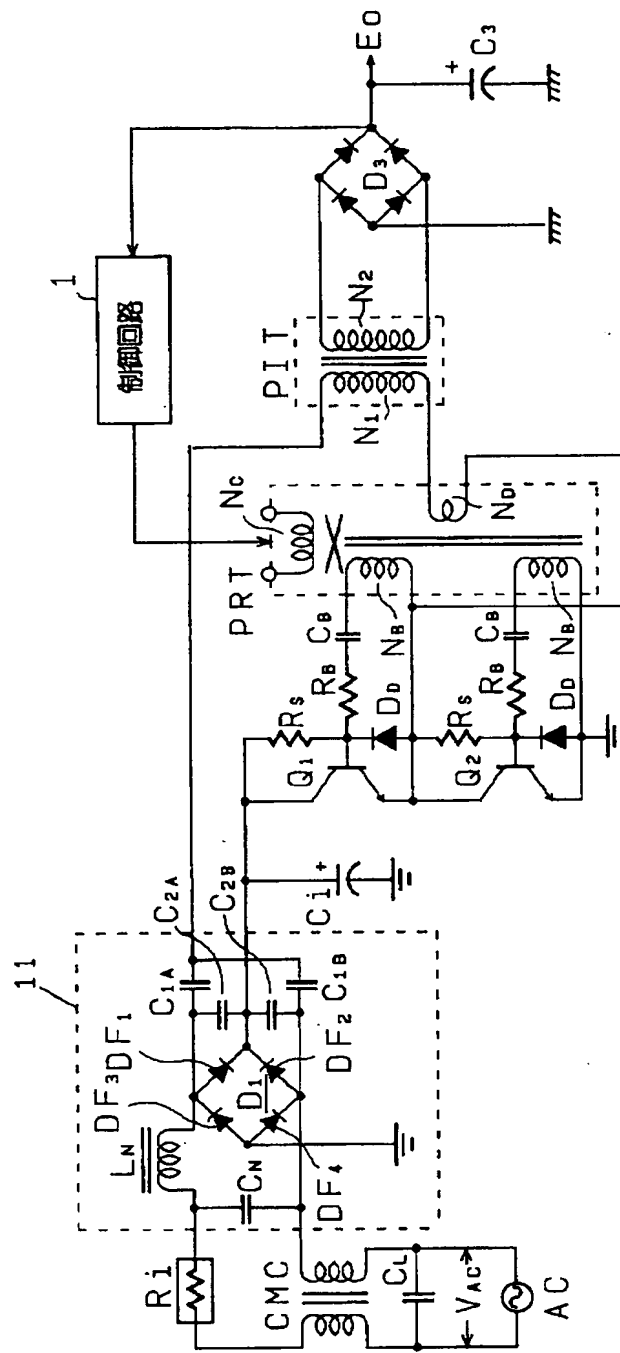 11
Ri
CMC
CL
VAC
AC
LN
CN
DF3
DF1
D1
DF2
DF4
C1A
C2A
C2B
C1B
Ci
+
Q1
RS
RB
CB
DD
NB
Q2
RS
RB
CB
DD
NB
PRT
NC
ND
PIT
N1
N2
1
制御回路
D3
Eo
+
C3